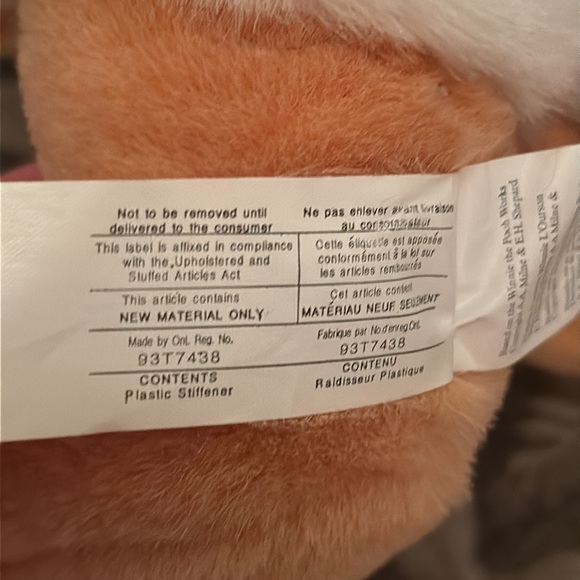 Not to be removed until
delivered to the consumer
This label is affixed in compliance
with the Upholstered and
Stuffed Articles Act
This article contains
NEW MATERIAL ONLY
Made by Ont. Reg. No.
93T7438
CONTENTS
Plastic Stiffener
Ne pas enlever avant livraison
au consommateur
Cette étiquette est apposée
conformément à la loi sur
les articles rembourrés
Cet article contient
MATÉRIAU NEUF SEULEMENT
Fabrique par No d'enreg Ont.
93T7438
CONTENU
Raidisseur Plastique
Based on the Winnie the Pooh Works
A.A. Milne & E.H. Shepard
L'Ourson
A.A. Milne &